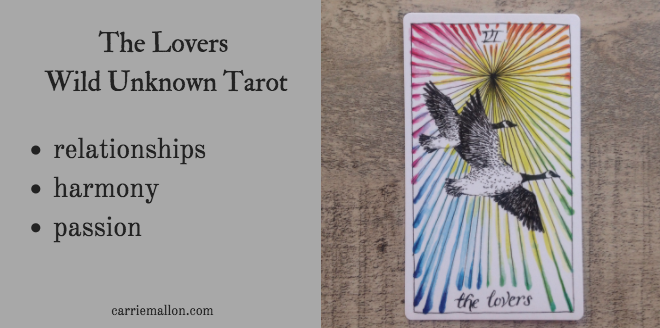 The Lovers
Wild Unknown Tarot
relationships
harmony
passion
carriemallon.com
VI
the lovers